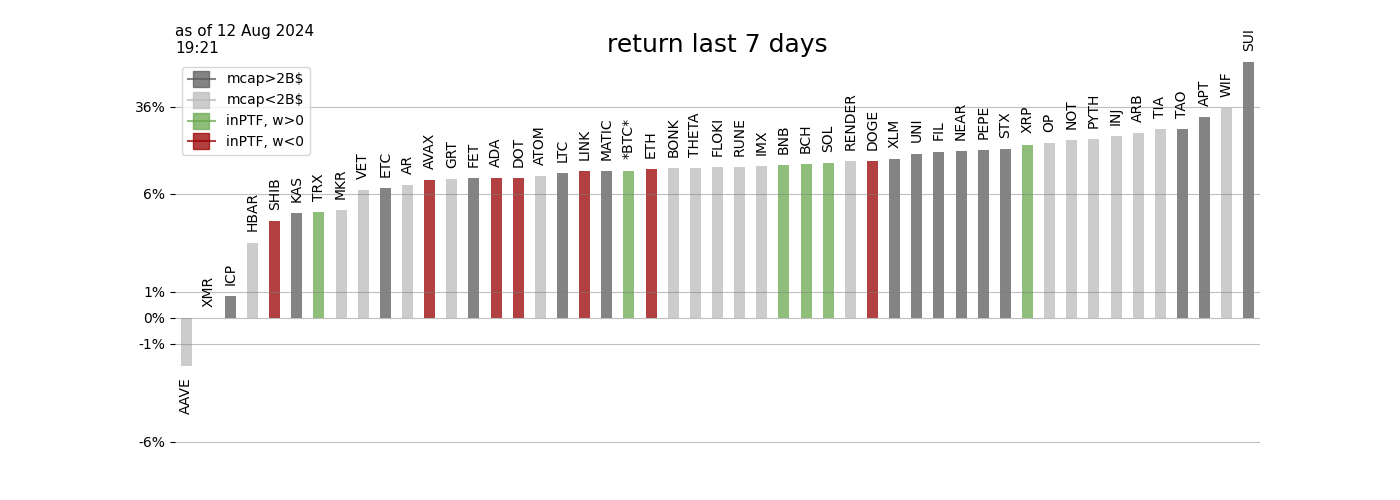 as of 12 Aug 2024
19:21
return last 7 days
mcap>2B$
mcap<2B$
inPTF, w>0
inPTF, w<0
36%
6%
1%
0%
-1%
-6%
AAVE
XMR
ICP
HBAR
SHIB
KAS
TRX
MKR
VET
ETC
AR
AVAX
GRT
FET
ADA
DOT
ATOM
LTC
LINK
MATIC
*BTC*
ETH
BONK
THETA
FLOKI
RUNE
IMX
BNB
BCH
SOL
RENDER
DOGE
XLM
UNI
FIL
NEAR
PEPE
STX
XRP
OP
NOT
PYTH
INJ
ARB
TIA
TAO
APT
WIF
SUI